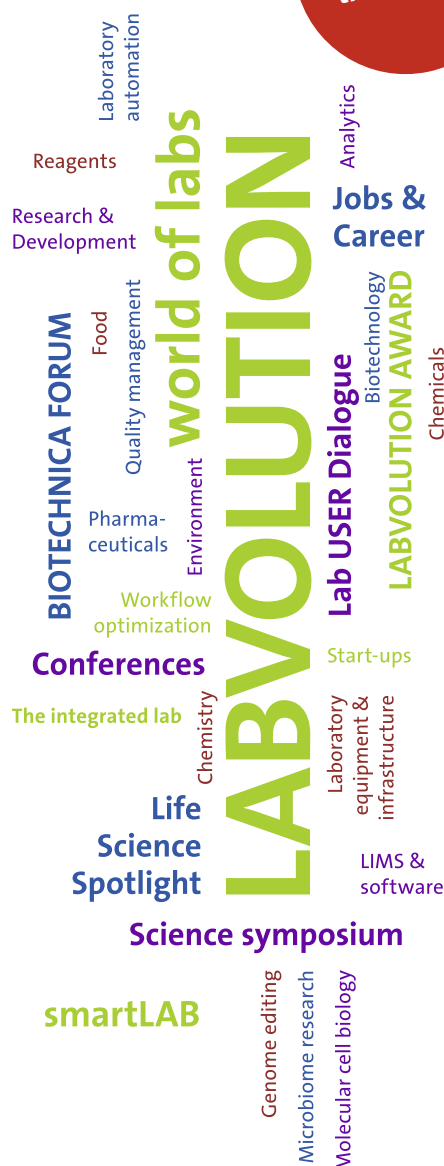 Laboratory
automation
Analytics
Reagents
world of labs
LABVOLUTION
Jobs &
Career
Research &
Development
Biotechnology
LABVOLUTION AWARD
Quality management
Food
BIOTECHNICA FORUM
Chemicals
Lab USER Dialogue
Environment
Pharma-
ceuticals
Workflow
optimization
Conferences
Start-ups
The integrated lab
Chemistry
Laboratory
equipment &
infrastructure
Life
Science
Spotlight
LIMS &
software
Science symposium
smartLAB
Genome editing
Microbiome research
Molecular cell biology